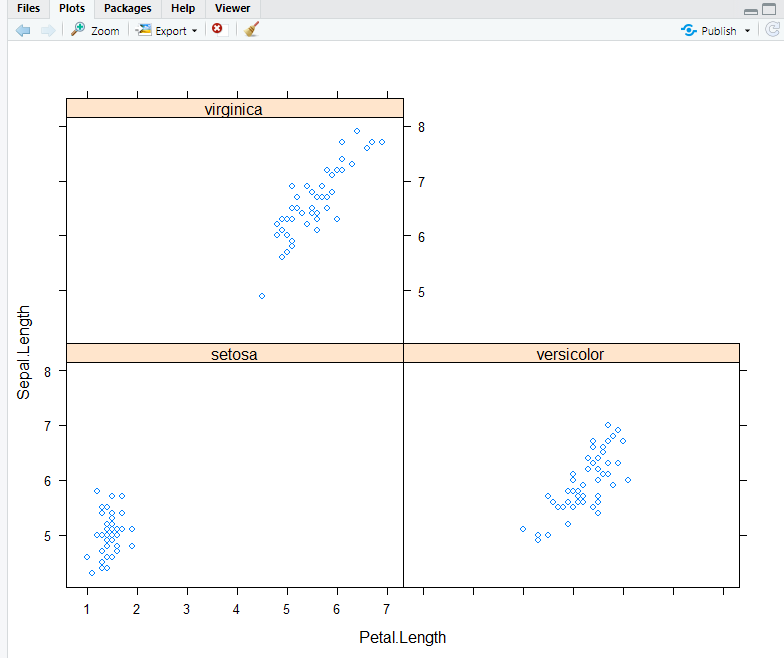 Files Plots Packages Help Viewer
Zoom Export Publish
virginica
8
7
6
5
Sepal.Length
setosa versicolor
8
7
6
5
1 2 3 4 5 6 7
Petal.Length